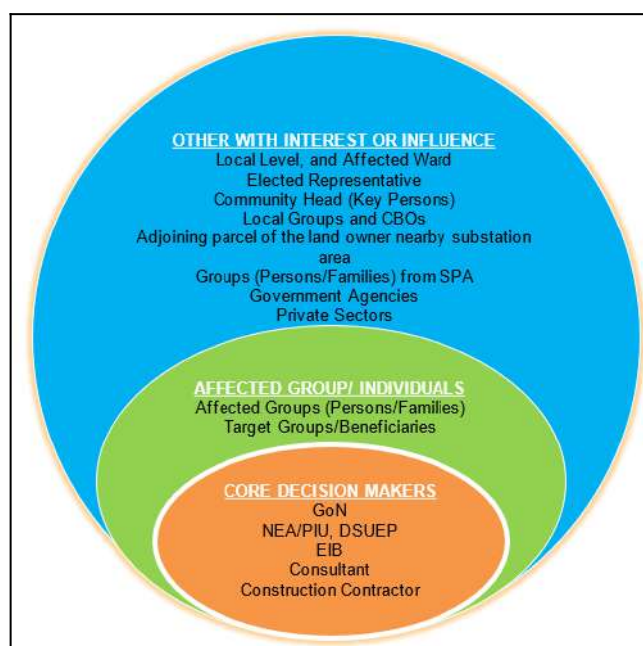 OTHER WITH INTEREST OR INFLUENCE
Local Level, and Affected Ward
Elected Representative
Community Head (Key Persons)
Local Groups and CBOs
Adjoining parcel of the land owner nearby substation
area
Groups (Persons/Families) from SPA
Government Agencies
Private Sectors
AFFECTED GROUP/ INDIVIDUALS
Affected Groups (Persons/Families)
Target Groups/Beneficiaries
CORE DECISION MAKERS
GoN
NEA/PIU, DSUEP
EIB
Consultant
Construction Contractor